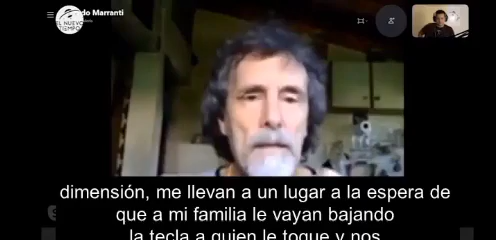 do Marranti
EL NUEVO
TIEMPO
dimensión, me llevan a un lugar a la espera de
que a mi familia le vayan bajando
la tecla a quien le toque y nos